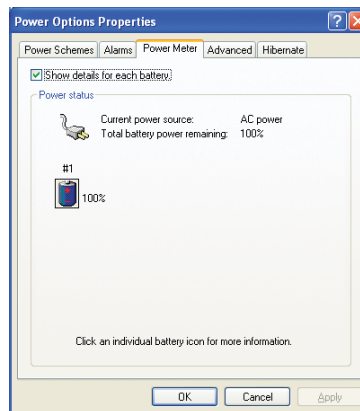 Power Options Properties
Power Schemes Alarms Power Meter Advanced Hibernate
Show details for each battery.
Power status
Current power source: AC power
Total battery power remaining: 100%
#1
100%
Click an individual battery icon for more information.
OK Cancel Apply